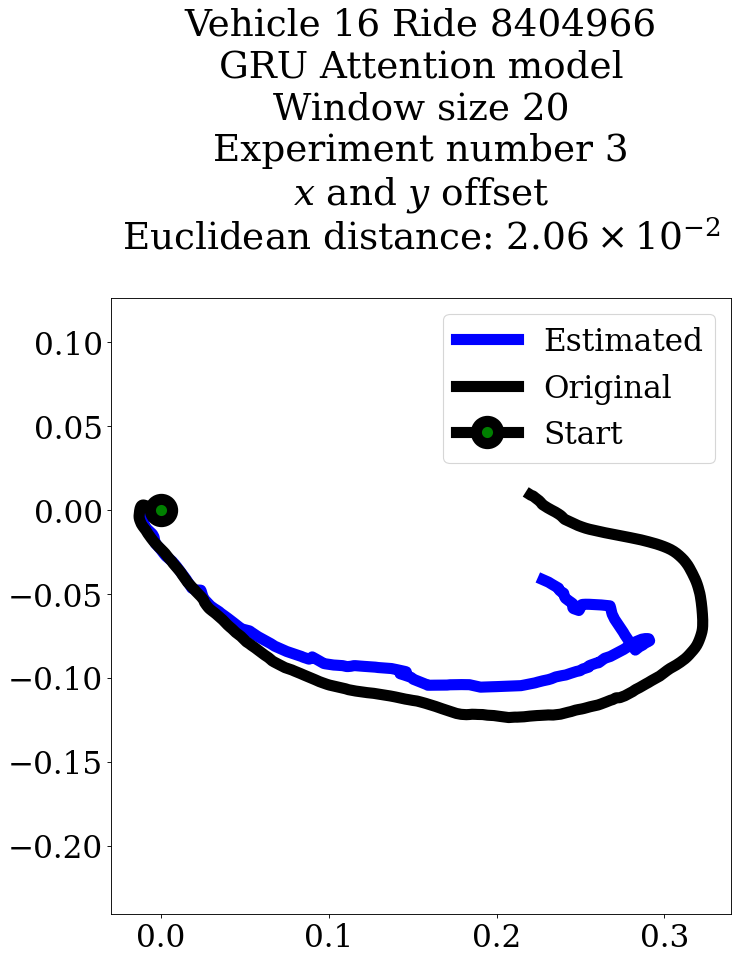 Vehicle 16 Ride 8404966
GRU Attention model
Window size 20
Experiment number 3
x and y offset
Euclidean distance: 2.06 × 10⁻²
Estimated
Original
Start
0.10
0.05
0.00
−0.05
−0.10
−0.15
−0.20
0.0 0.1 0.2 0.3